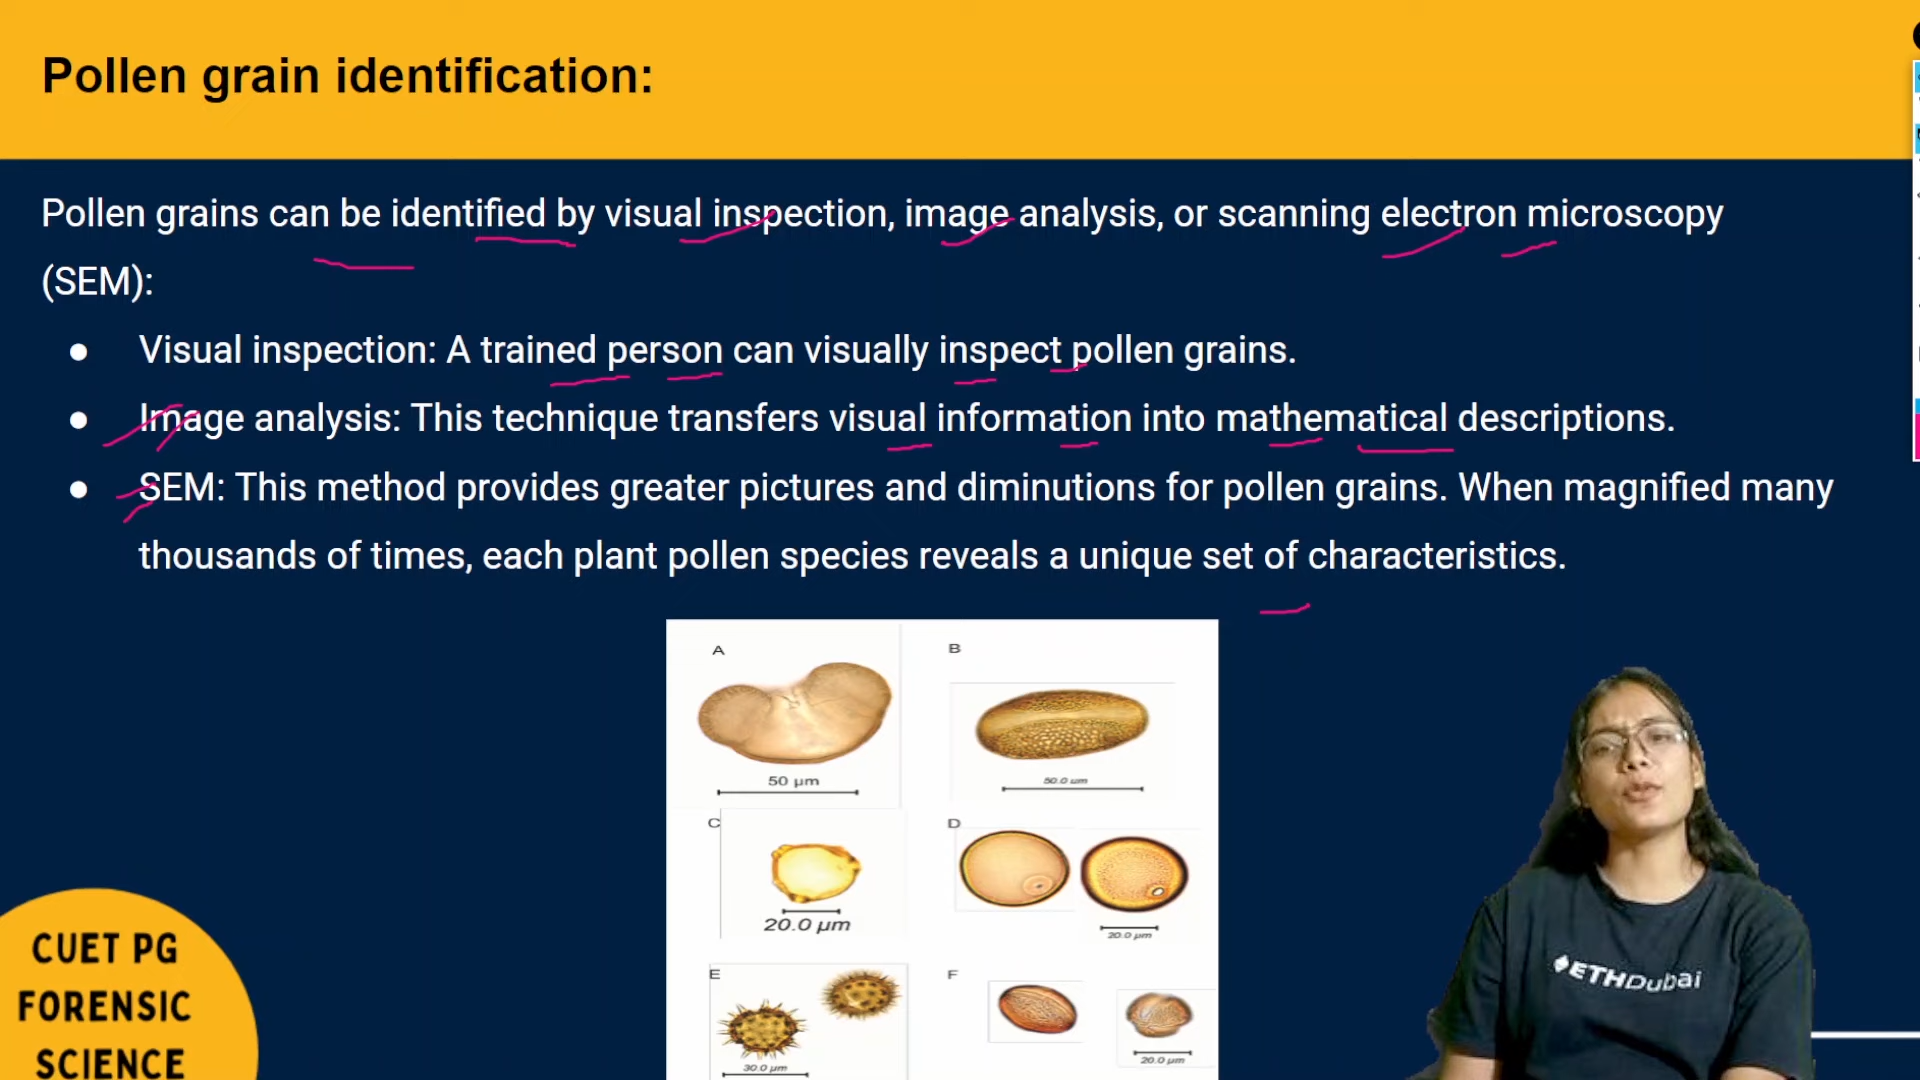 Pollen grain identification:
Pollen grains can be identified by visual inspection, image analysis, or scanning electron microscopy
(SEM):
● Visual inspection: A trained person can visually inspect pollen grains.
● Image analysis: This technique transfers visual information into mathematical descriptions.
● SEM: This method provides greater pictures and diminutions for pollen grains. When magnified many
thousands of times, each plant pollen species reveals a unique set of characteristics.
A
B
50 µm
50.0 um
C
D
20.0 µm
20.0 µm
E
F
30.0 µm
20.0 µm
CUET PG
FORENSIC
SCIENCE
ETHDubai